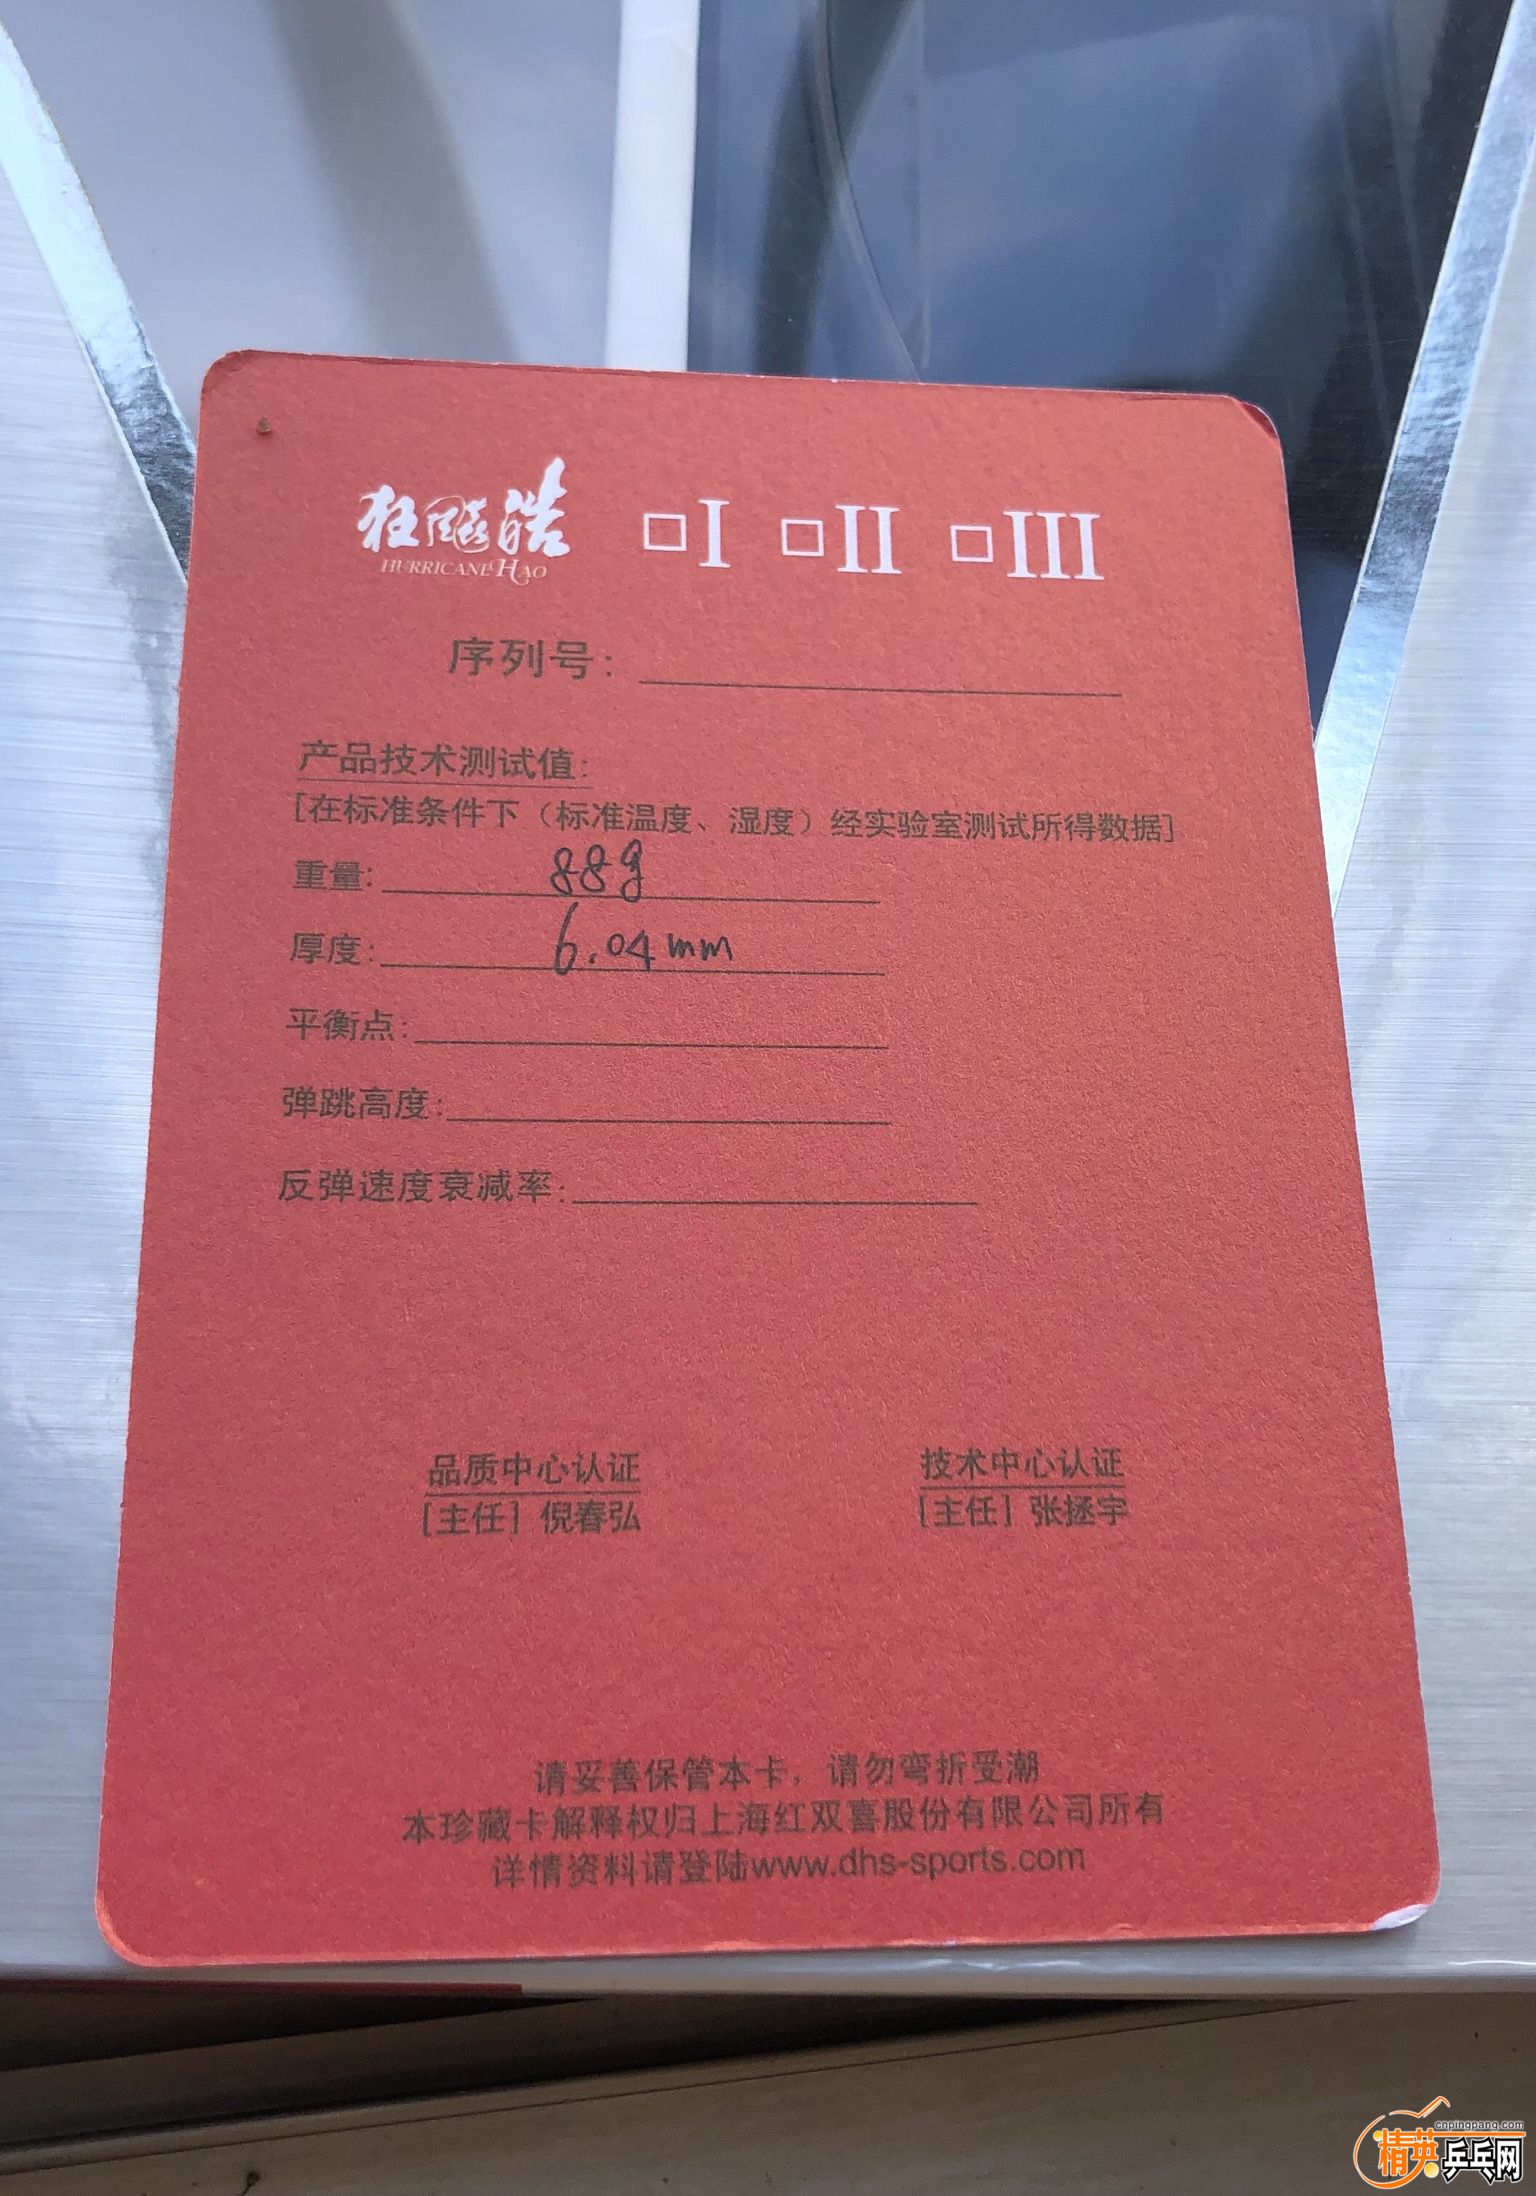 狂飚皓 □I □II □III
HURRICANE HAO
序列号:
产品技术测试值:
[在标准条件下（标准温度、湿度）经实验室测试所得数据]
重量: 88g
厚度: 6.04mm
平衡点:
弹跳高度:
反弹速度衰减率:
品质中心认证 技术中心认证
[主任] 倪春弘 [主任] 张拯宇
请妥善保管本卡，请勿弯折受潮
本珍藏卡解释权归上海红双喜股份有限公司所有
详情资料请登陆www.dhs-sports.com
cnpingpang.com
精英乒乓网